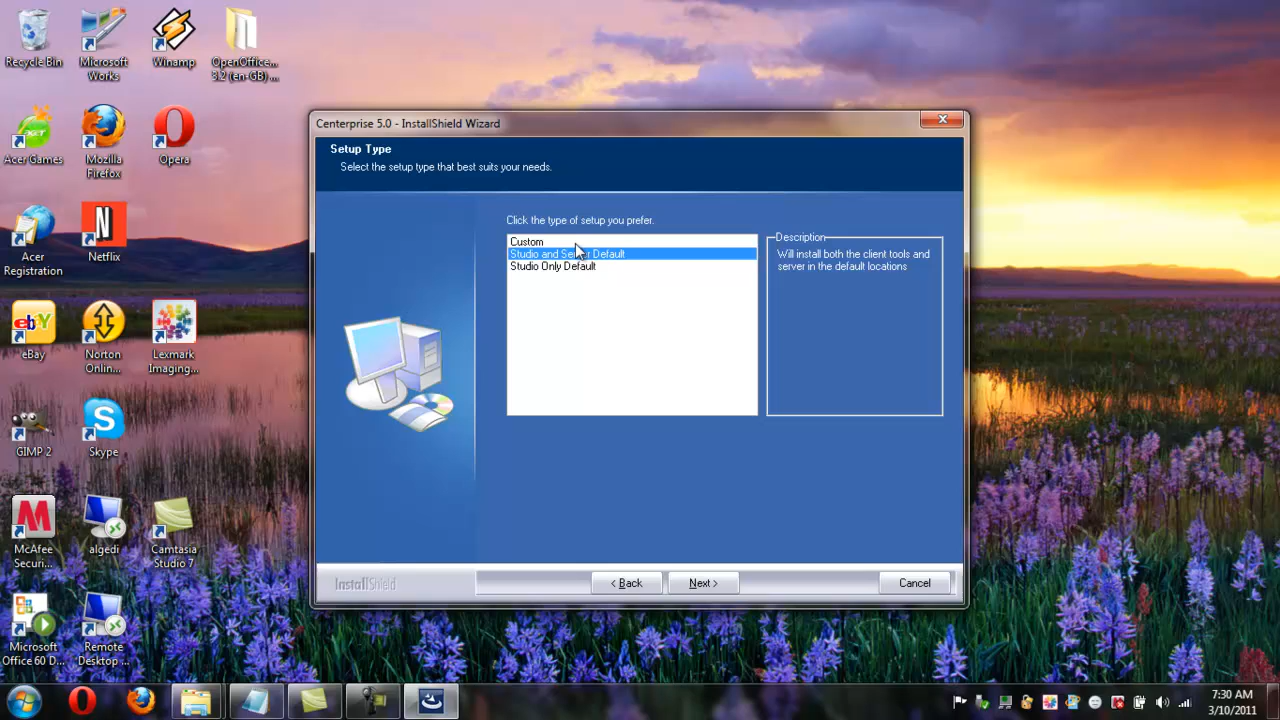 Recycle Bin
Microsoft
Works
Winamp
OpenOffice...
3.2 (en-GB) ...
Acer Games
Mozilla
Firefox
Opera
Acer
Registration
Netflix
eBay
Norton
Onlin...
Lexmark
Imaging...
GIMP 2
Skype
McAfee
Securi...
algedi
Camtasia
Studio 7
Microsoft
Office 60 D...
Remote
Desktop ...
Centerprise 5.0 - InstallShield Wizard
Setup Type
Select the setup type that best suits your needs.
Click the type of setup you prefer.
Custom
Studio and Server Default
Studio Only Default
Description
Will install both the client tools and
server in the default locations
InstallShield
< Back
Next >
Cancel
7:30 AM
3/10/2011